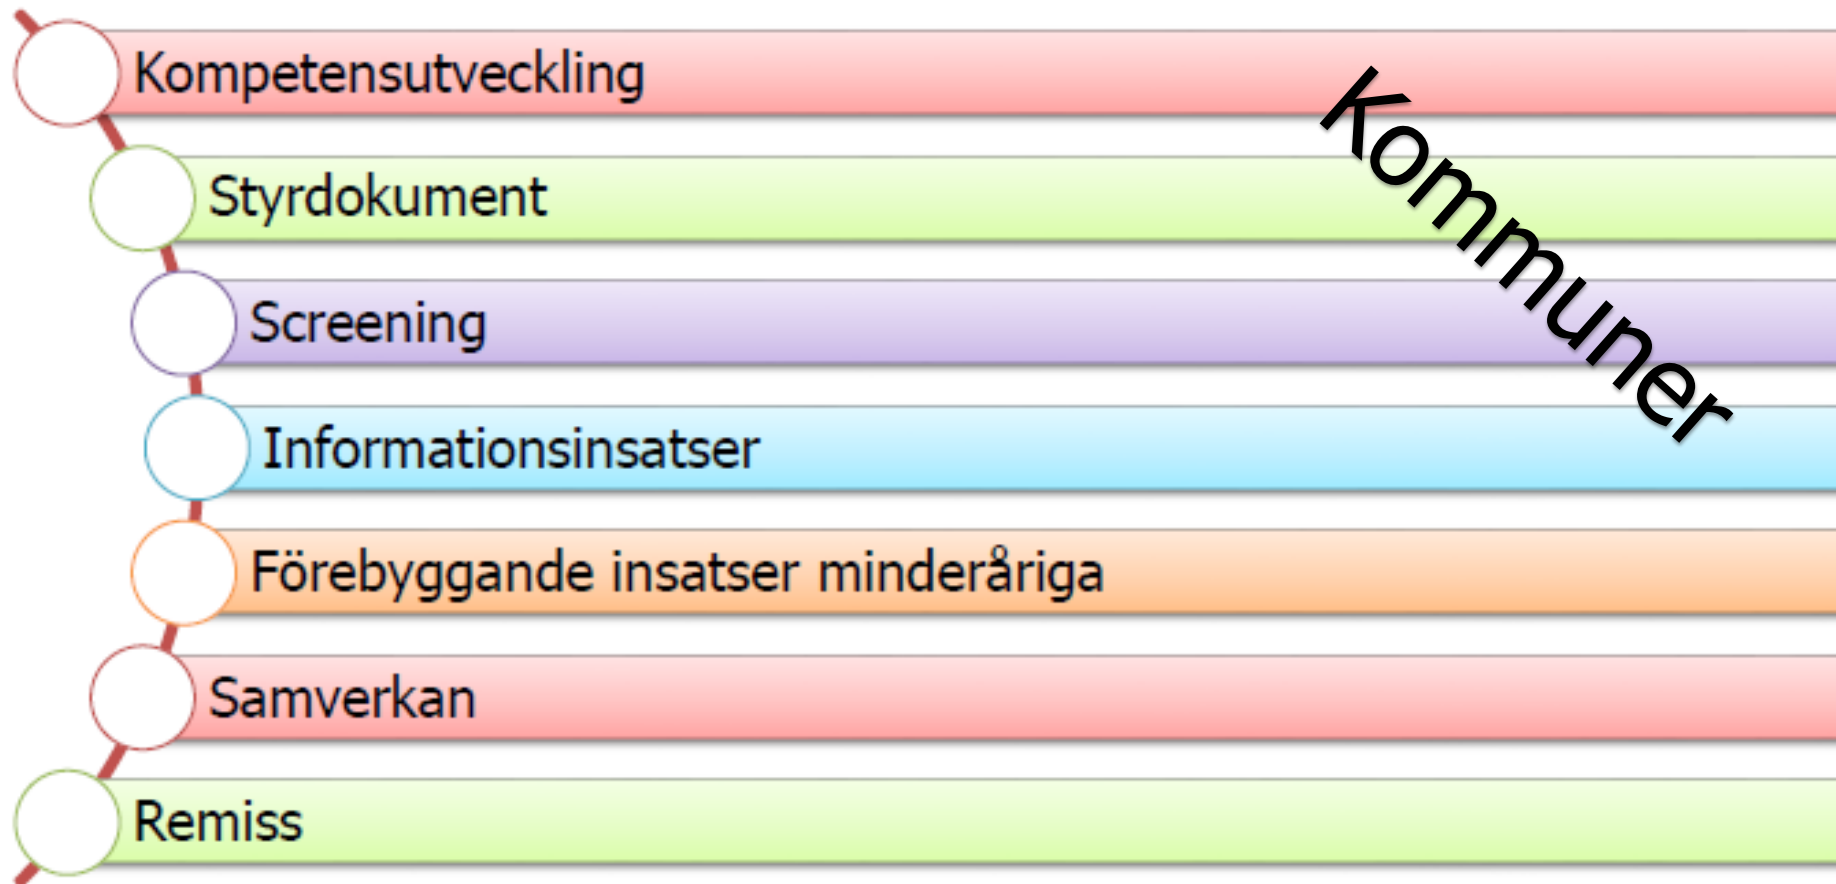 Kompetensutveckling
Styrdokument
Screening
Informationsinsatser
Förebyggande insatser minderåriga
Samverkan
Remiss
Kommuner